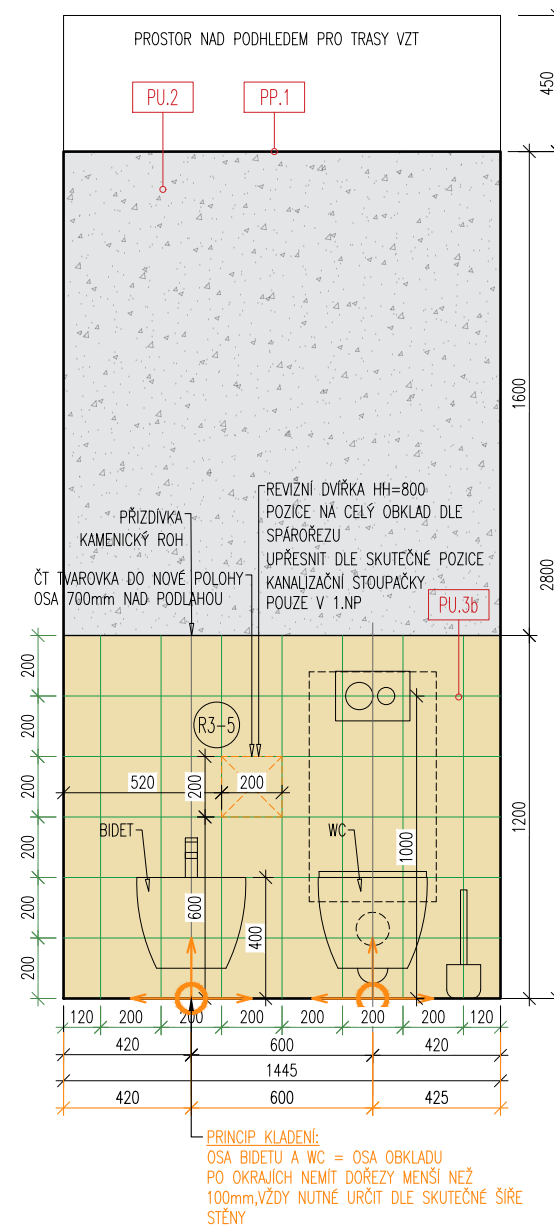 PROSTOR NAD PODHLEDEM PRO TRASY VZT
450
PU.2
PP.1
1600
2800
REVIZNÍ DVÍŘKA HH=800
POZICE NA CELÝ OBKLAD DLE
SPÁROŘEZU
UPŘESNIT DLE SKUTEČNÉ POZICE
KANALIZAČNÍ STOUPAČKY
POUZE V 1.NP
PŘIZDÍVKA
KAMENICKÝ ROH
ČT TVAROVKA DO NOVÉ POLOHY
OSA 700mm NAD PODLAHOU
PU.3b
200
200
200
200
200
200
R3-5
520
200
200
BIDET
WC
1000
1200
600
400
120
200
200
200
200
200
200
120
420
600
420
1445
420
600
425
PRINCIP KLADENÍ:
OSA BIDETU A WC = OSA OBKLADU
PO OKRAJÍCH NEMÍT DOŘEZY MENŠÍ NEŽ
100mm,VŽDY NUTNÉ URČIT DLE SKUTEČNÉ ŠÍŘE
STĚNY